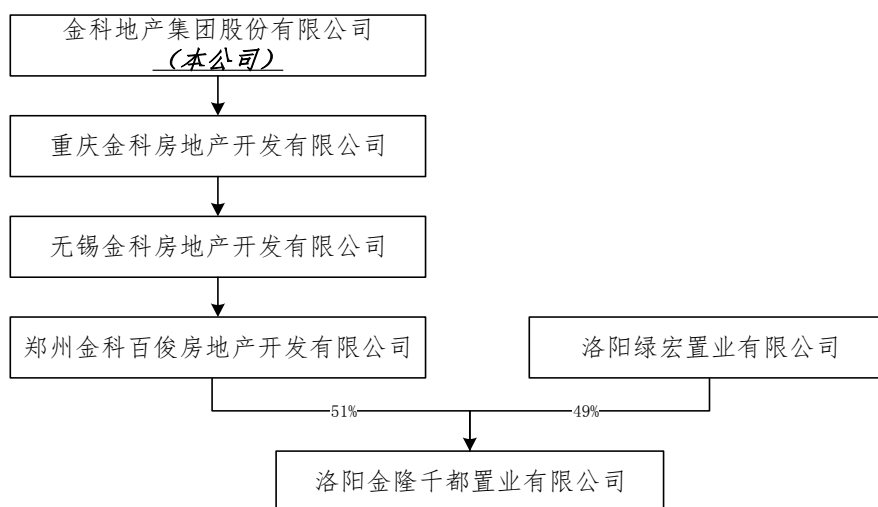 金科地产集团股份有限公司
（本公司）
重庆金科房地产开发有限公司
无锡金科房地产开发有限公司
郑州金科百俊房地产开发有限公司
洛阳绿宏置业有限公司
51%
49%
洛阳金隆千都置业有限公司